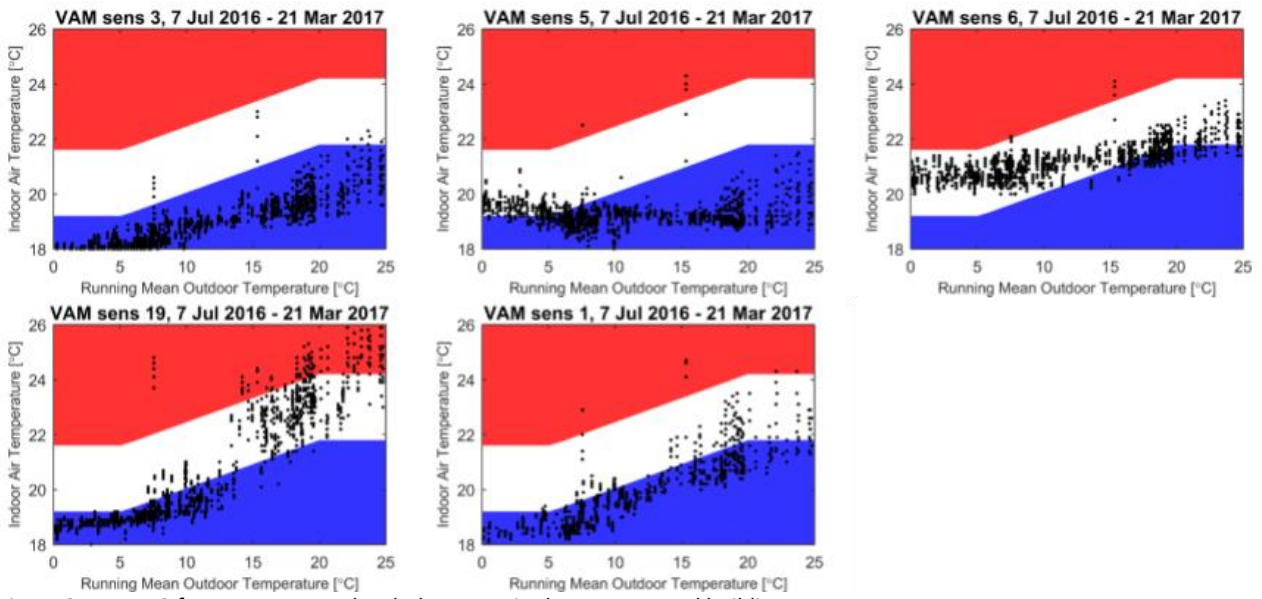 VAM sens 3, 7 Jul 2016 - 21 Mar 2017
Indoor Air Temperature [°C]
26
24
22
20
18
0 5 10 15 20 25
Running Mean Outdoor Temperature [°C]
VAM sens 5, 7 Jul 2016 - 21 Mar 2017
Indoor Air Temperature [°C]
26
24
22
20
18
0 5 10 15 20 25
Running Mean Outdoor Temperature [°C]
VAM sens 6, 7 Jul 2016 - 21 Mar 2017
Indoor Air Temperature [°C]
26
24
22
20
18
0 5 10 15 20 25
Running Mean Outdoor Temperature [°C]
VAM sens 19, 7 Jul 2016 - 21 Mar 2017
Indoor Air Temperature [°C]
26
24
22
20
18
0 5 10 15 20 25
Running Mean Outdoor Temperature [°C]
VAM sens 1, 7 Jul 2016 - 21 Mar 2017
Indoor Air Temperature [°C]
26
24
22
20
18
0 5 10 15 20 25
Running Mean Outdoor Temperature [°C]